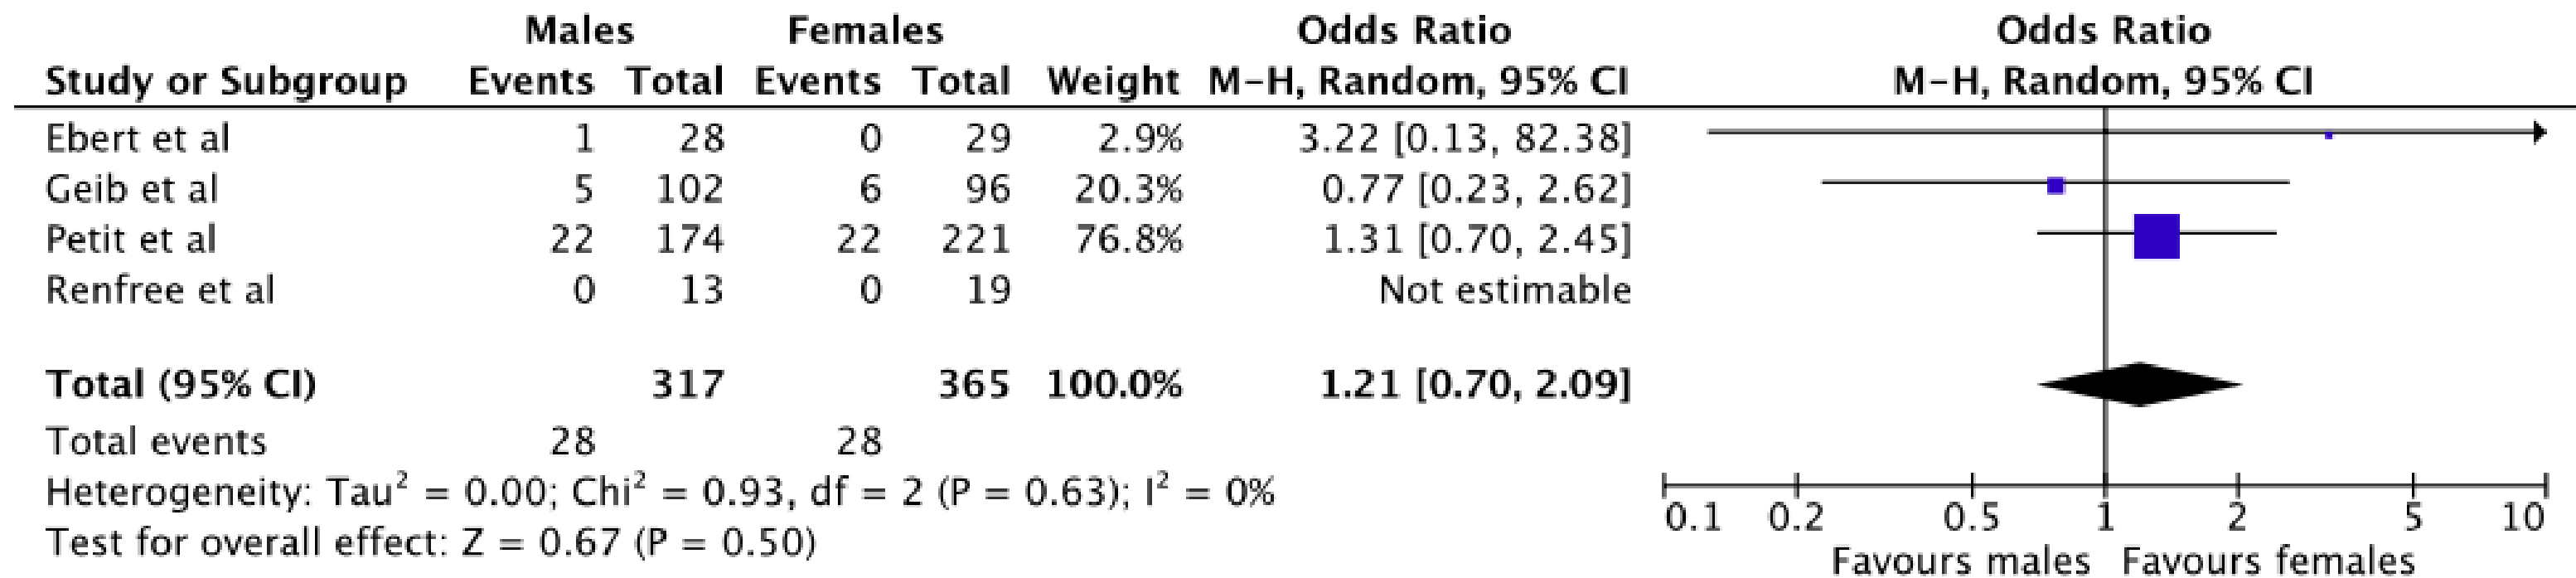 Males Females Odds Ratio Odds Ratio
Study or Subgroup Events Total Events Total Weight M-H, Random, 95% CI M-H, Random, 95% CI
Ebert et al 1 28 0 29 2.9% 3.22 [0.13, 82.38]
Geib et al 5 102 6 96 20.3% 0.77 [0.23, 2.62]
Petit et al 22 174 22 221 76.8% 1.31 [0.70, 2.45]
Renfree et al 0 13 0 19 Not estimable
Total (95% CI) 317 365 100.0% 1.21 [0.70, 2.09]
Total events 28 28
Heterogeneity: Tau² = 0.00; Chi² = 0.93, df = 2 (P = 0.63); I² = 0%
Test for overall effect: Z = 0.67 (P = 0.50)
0.1 0.2 0.5 1 2 5 10
Favours males Favours females